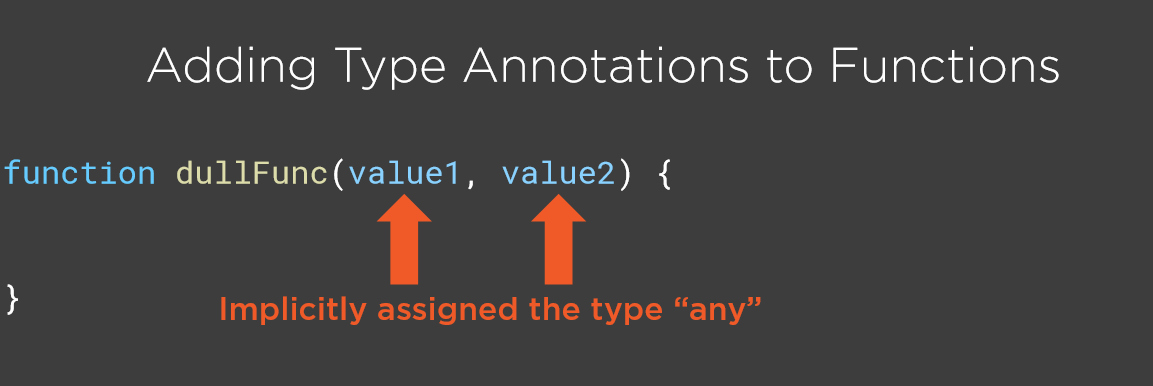 Adding Type Annotations to Functions
function dullFunc(value1, value2) {
}
Implicitly assigned the type “any”